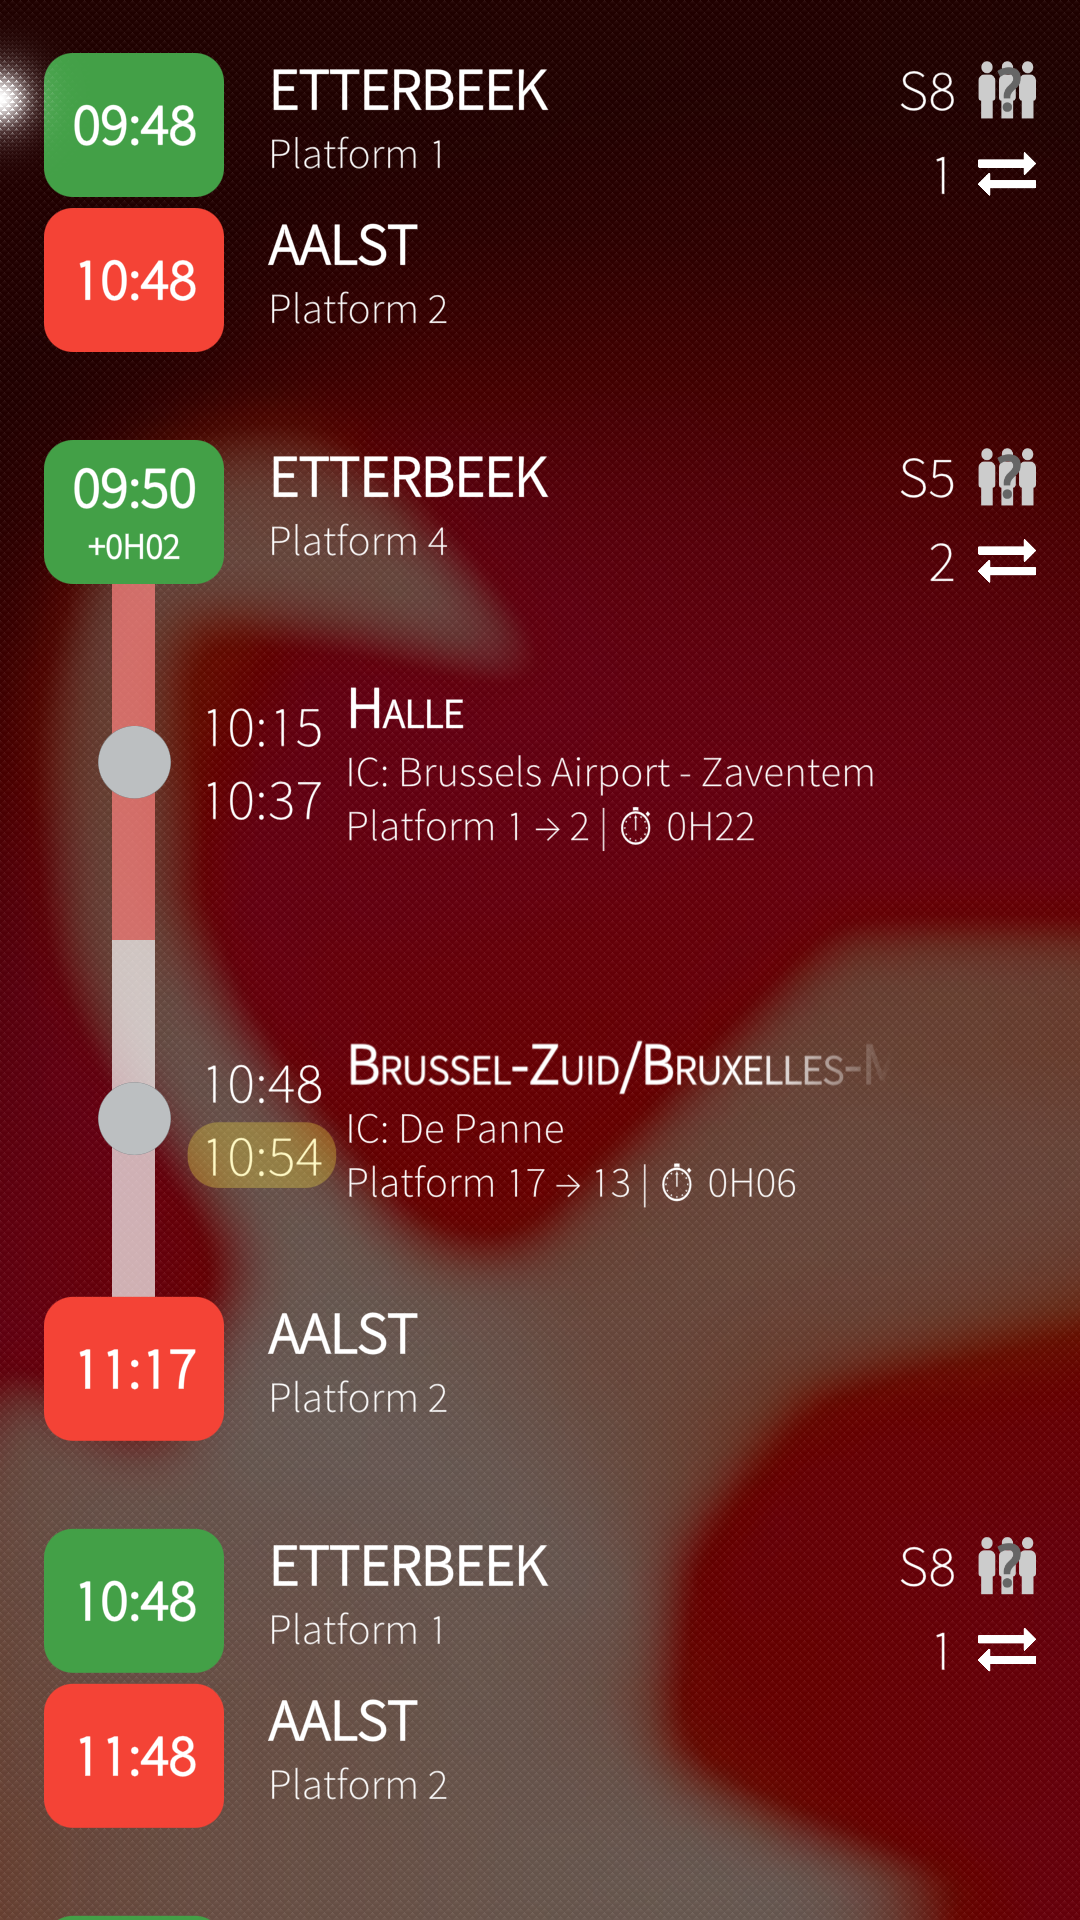 09:48 ETTERBEEK S8
Platform 1 1
10:48 AALST
Platform 2
09:50 ETTERBEEK S5
+0H02 Platform 4 2
10:15 HALLE
IC: Brussels Airport - Zaventem
10:37 Platform 1 → 2 | ⏱ 0H22
10:48 BRUSSEL-ZUID/BRUXELLES-M
IC: De Panne
10:54 Platform 17 → 13 | ⏱ 0H06
11:17 AALST
Platform 2
10:48 ETTERBEEK S8
Platform 1 1
11:48 AALST
Platform 2